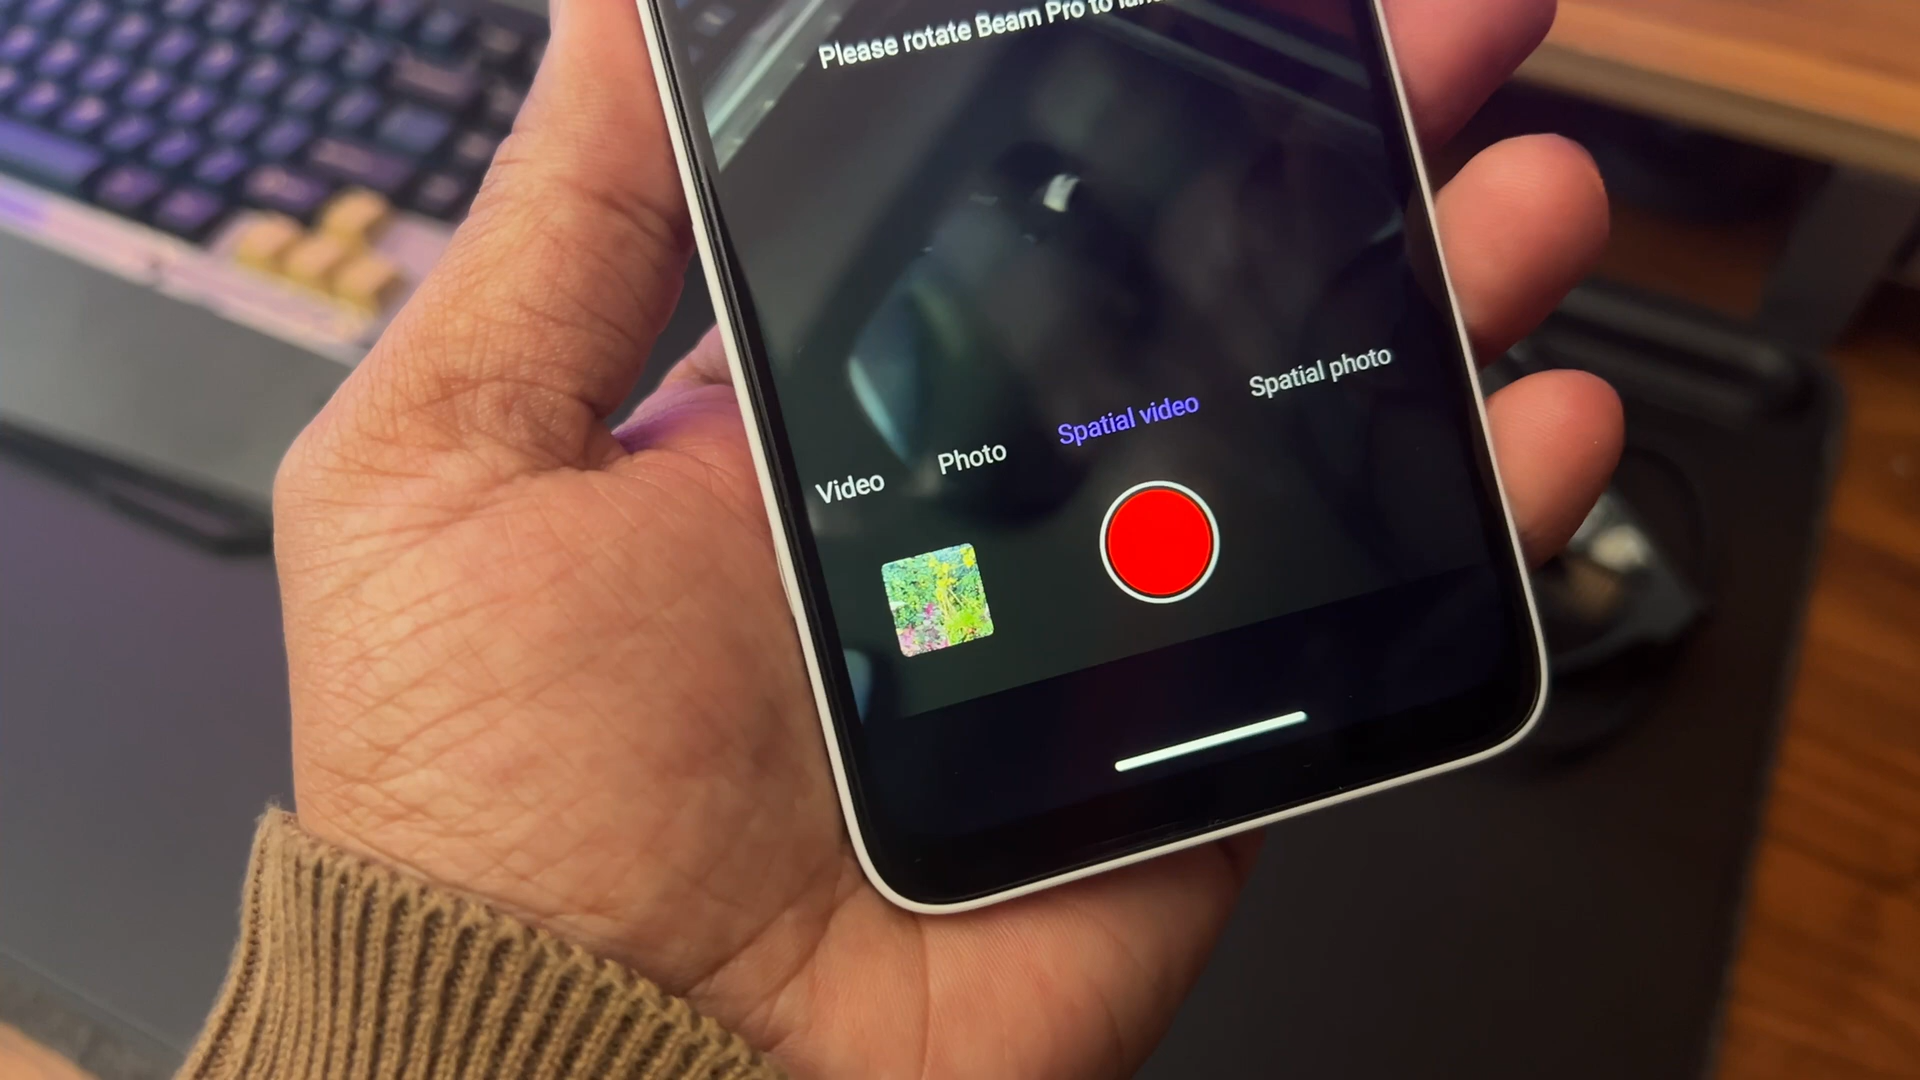 Please rotate Beam Pro to
Video
Photo
Spatial video
Spatial photo